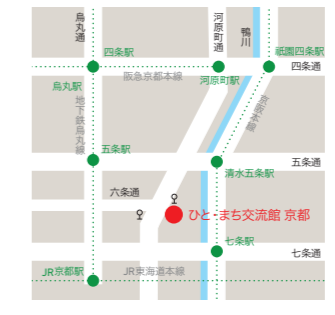 烏丸通
河原町通
鴨川
四条駅
祇園四条駅
四条通
阪急京都本線
河原町駅
烏丸駅
地下鉄烏丸線
京阪本線
五条駅
五条通
清水五条駅
六条通
ひと・まち交流館 京都
七条駅
七条通
JR京都駅
JR東海道本線